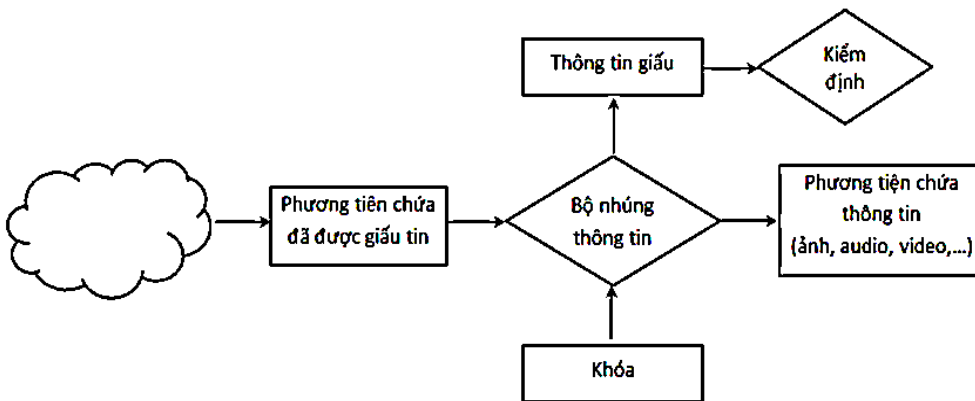 Thông tin giấu
Kiểm
định
Phương tiên chứa
đã được giấu tin
Bộ nhúng
thông tin
Phương tiện chứa
thông tin
(ảnh, audio, video,...)
Khóa